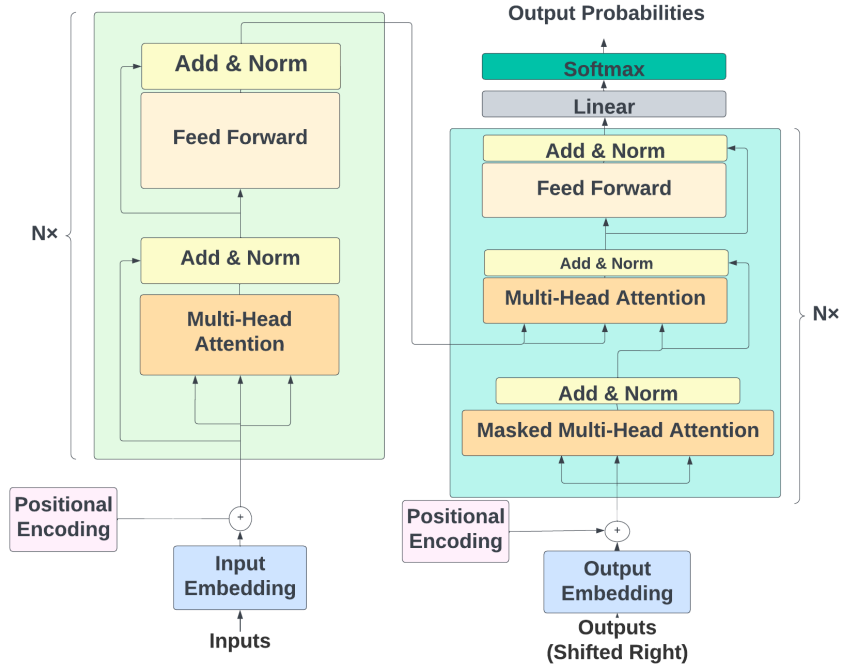 Output Probabilities
Softmax
Linear
Add & Norm
Feed Forward
Add & Norm
Multi-Head Attention
Add & Norm
Masked Multi-Head Attention
N×
Positional
Encoding
+
Output
Embedding
Outputs
(Shifted Right)
Add & Norm
Feed Forward
Add & Norm
Multi-Head
Attention
N×
Positional
Encoding
+
Input
Embedding
Inputs